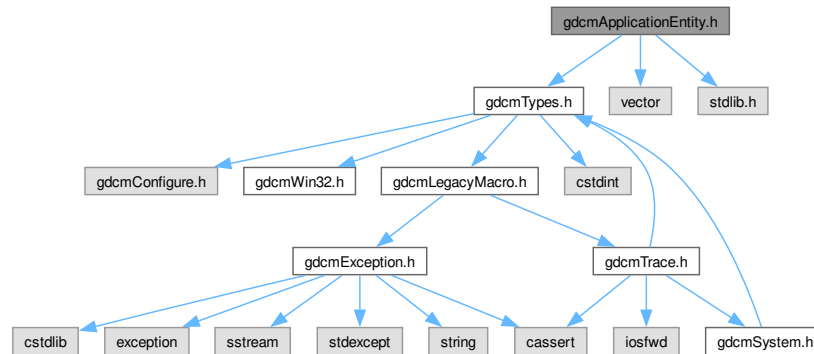 gdcmApplicationEntity.h
gdcmTypes.h
vector
stdlib.h
gdcmConfigure.h
gdcmWin32.h
gdcmLegacyMacro.h
cstdint
gdcmException.h
gdcmTrace.h
cstdlib
exception
sstream
stdexcept
string
cassert
iosfwd
gdcmSystem.h